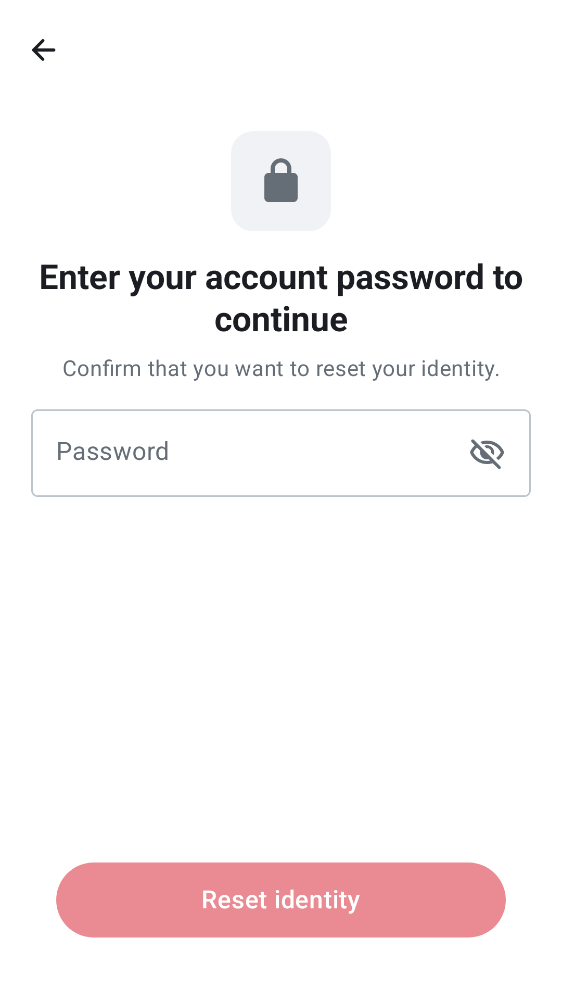 Enter your account password to
continue
Confirm that you want to reset your identity.
Password
Reset identity